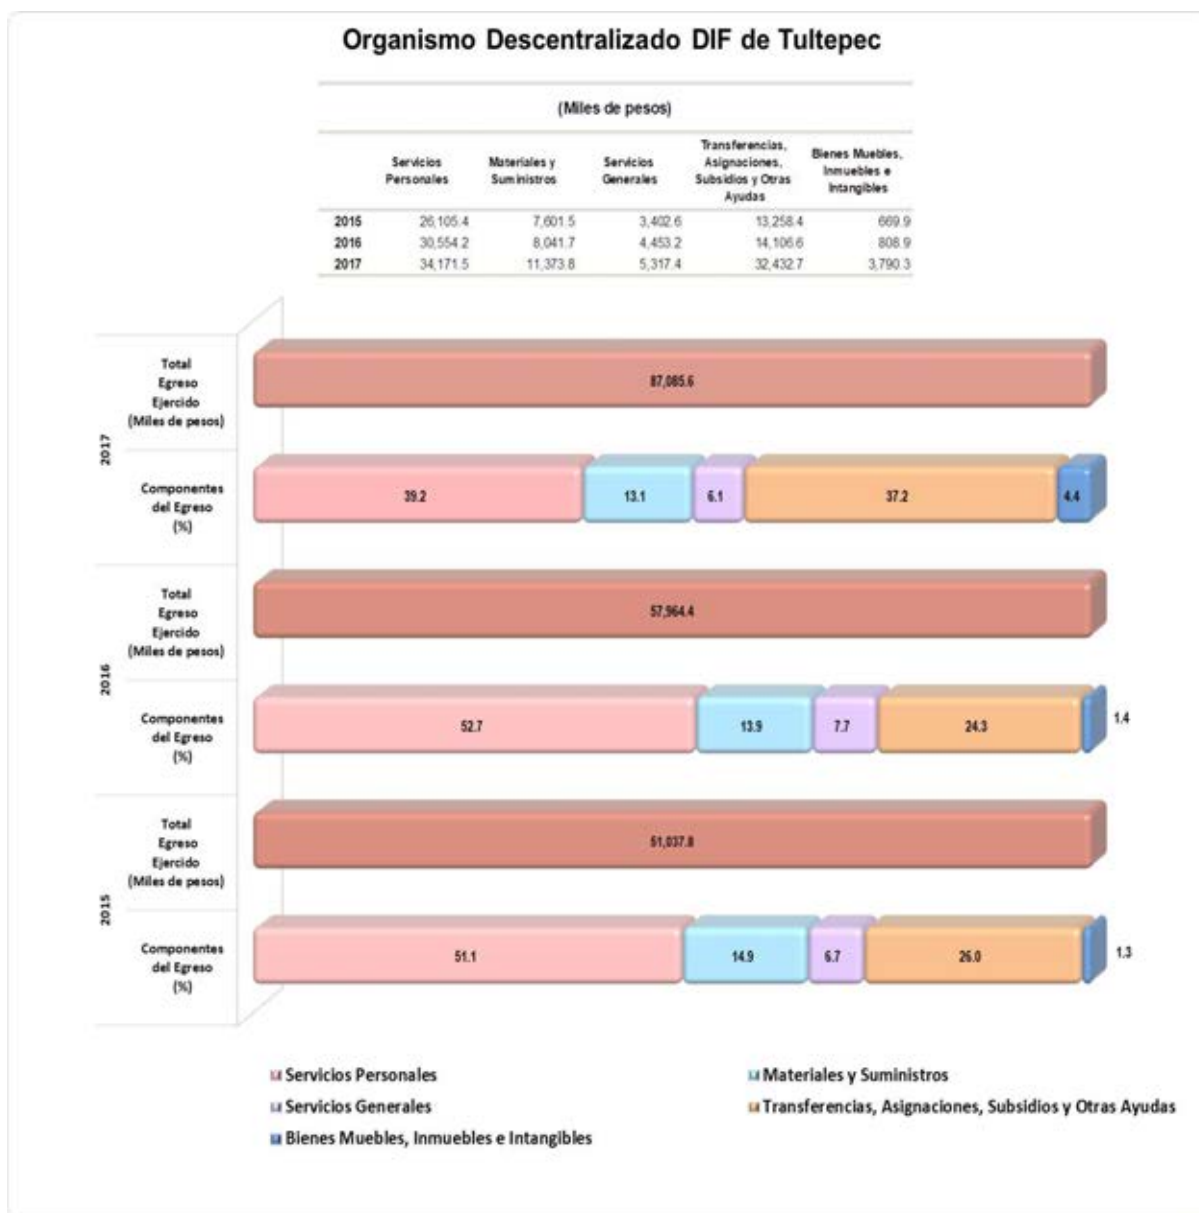 Organismo Descentralizado DIF de Tultepec
(Miles de pesos)
Servicios Personales Materiales y Suministros Servicios Generales Transferencias, Asignaciones, Subsidios y Otras Ayudas Bienes Muebles, Inmuebles e Intangibles
2015 26,105.4 7,601.5 3,402.6 13,258.4 669.9
2016 30,554.2 8,041.7 4,453.2 14,106.6 808.9
2017 34,171.5 11,373.8 5,317.4 32,432.7 3,790.3
2017
Total
Egreso
Ejercido
(Miles de pesos)
87,085.6
Componentes
del Egreso
(%)
39.2 13.1 6.1 37.2 4.4
2016
Total
Egreso
Ejercido
(Miles de pesos)
57,964.4
Componentes
del Egreso
(%)
52.7 13.9 7.7 24.3 1.4
2015
Total
Egreso
Ejercido
(Miles de pesos)
51,037.8
Componentes
del Egreso
(%)
51.1 14.9 6.7 26.0 1.3
Servicios Personales
Materiales y Suministros
Servicios Generales
Transferencias, Asignaciones, Subsidios y Otras Ayudas
Bienes Muebles, Inmuebles e Intangibles